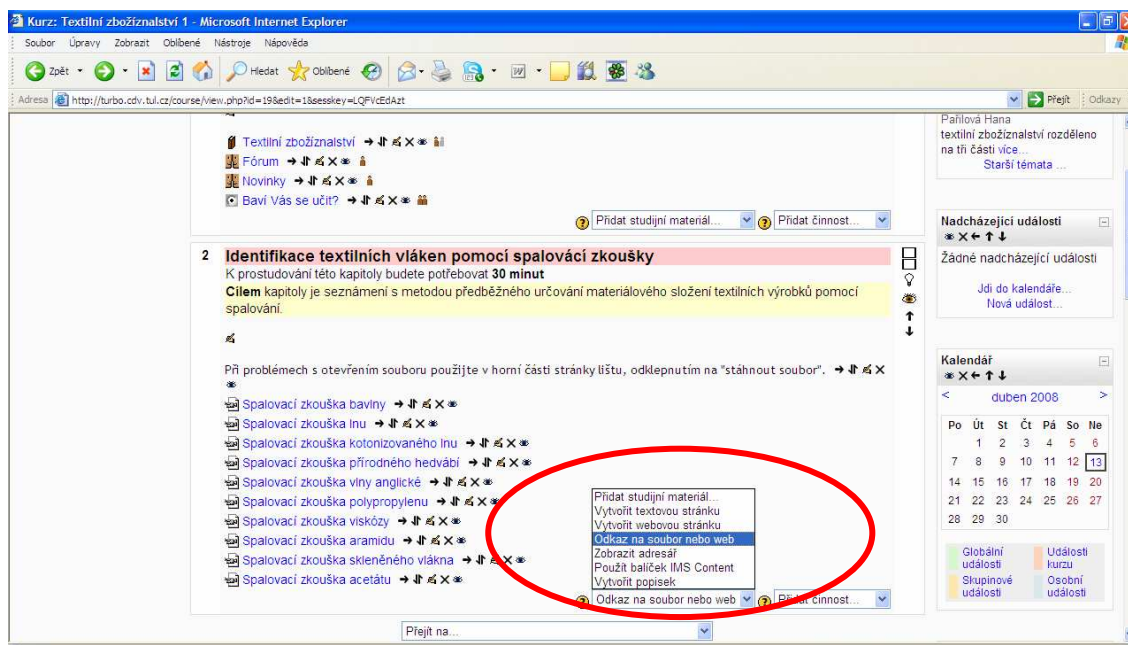 Kurz: Textilní zbožíznalství 1 - Microsoft Internet Explorer
Soubor Úpravy Zobrazit Oblíbené Nástroje Nápověda
Zpět Hledat Oblíbené
Adresa http://turbo.cdv.tul.cz/course/view.php?id=19&edit=1&sesskey=LQFVcEdAzt Přejít Odkazy
Textilní zbožíznalství
Fórum
Novinky
Baví Vás se učit?
Přidat studijní materiál... Přidat činnost...
2 Identifikace textilních vláken pomocí spalovácí zkoušky
K prostudování této kapitoly budete potřebovat 30 minut
Cílem kapitoly je seznámení s metodou předběžného určování materiálového složení textilních výrobků pomocí
spalování.
Při problémech s otevřením souboru použijte v horní části stránky lištu, odklepnutím na "stáhnout soubor".
Spalovací zkouška bavlny
Spalovací zkouška lnu
Spalovací zkouška kotonizovaného lnu
Spalovací zkouška přírodného hedvábí
Spalovací zkouška vlny anglické
Spalovací zkouška polypropylenu
Spalovací zkouška viskózy
Spalovací zkouška aramidu
Spalovací zkouška skleněného vlákna
Spalovací zkouška acetátu
Přidat studijní materiál...
Vytvořit textovou stránku
Vytvořit webovou stránku
Odkaz na soubor nebo web
Zobrazit adresář
Použít balíček IMS Content
Vytvořit popisek
Odkaz na soubor nebo web Přidat činnost...
Přejít na...
Pařilová Hana
textilní zbožíznalství rozděleno
na tři části více...
Starší témata ...
Nadcházející události
Žádné nadcházející události
Jdi do kalendáře...
Nová událost...
Kalendář
< duben 2008 >
Po Út St Čt Pá So Ne
1 2 3 4 5 6
7 8 9 10 11 12 13
14 15 16 17 18 19 20
21 22 23 24 25 26 27
28 29 30
Globální události
Události kurzu
Skupinové události
Osobní události